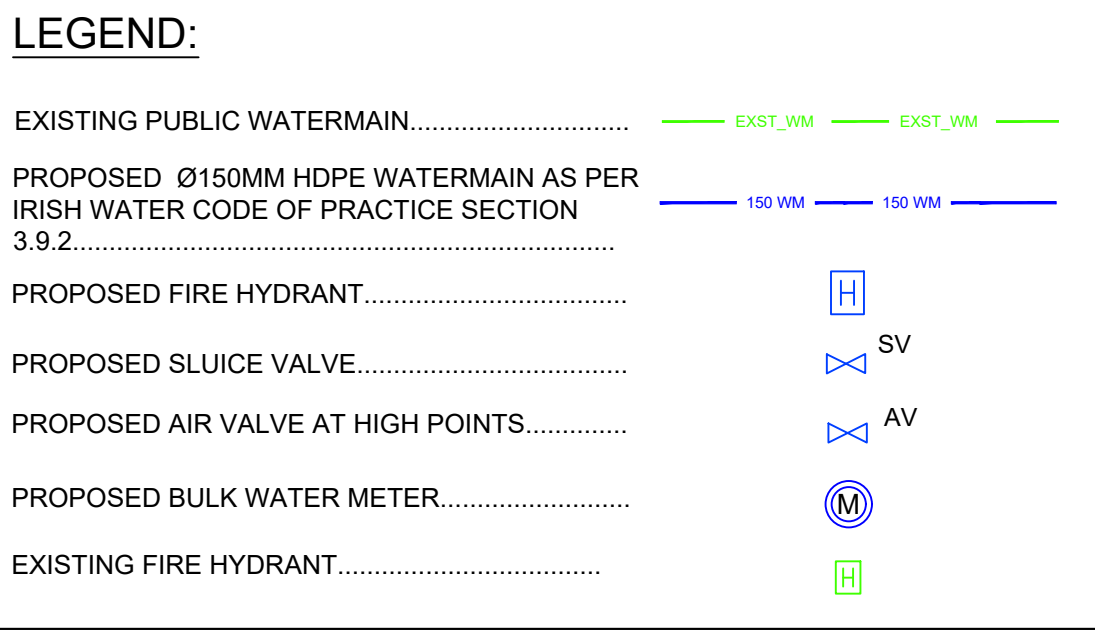 LEGEND:
EXISTING PUBLIC WATERMAIN.............................. EXST_WM EXST_WM
PROPOSED Ø150MM HDPE WATERMAIN AS PER
IRISH WATER CODE OF PRACTICE SECTION 150 WM 150 WM
3.9.2..........................................................................
PROPOSED FIRE HYDRANT.................................... H
PROPOSED SLUICE VALVE..................................... SV
PROPOSED AIR VALVE AT HIGH POINTS.............. AV
PROPOSED BULK WATER METER.......................... M
EXISTING FIRE HYDRANT.................................... H